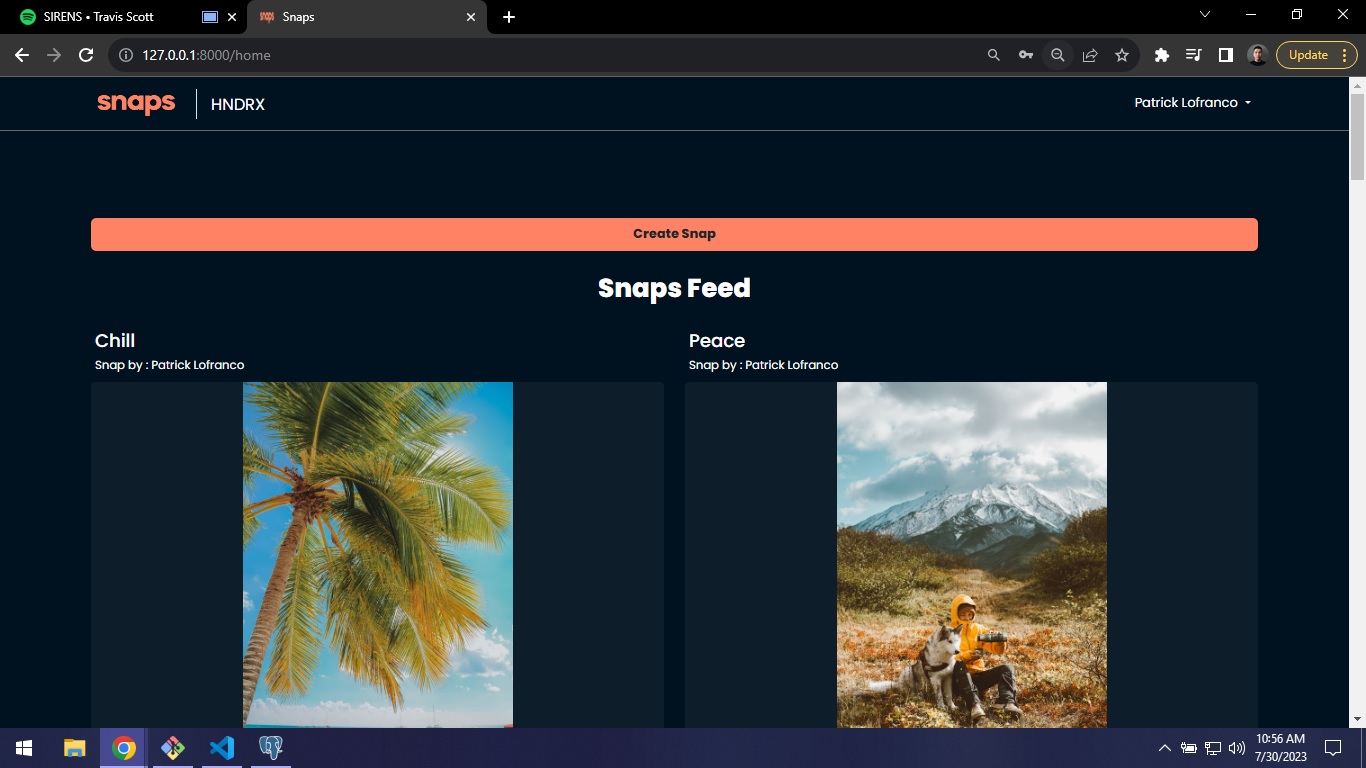 SIRENS • Travis Scott
snaps
Snaps
127.0.0.1:8000/home
Update
snaps
HNDRX
Patrick Lofranco
Create Snap
Snaps Feed
Chill
Snap by : Patrick Lofranco
Peace
Snap by : Patrick Lofranco
10:56 AM
7/30/2023